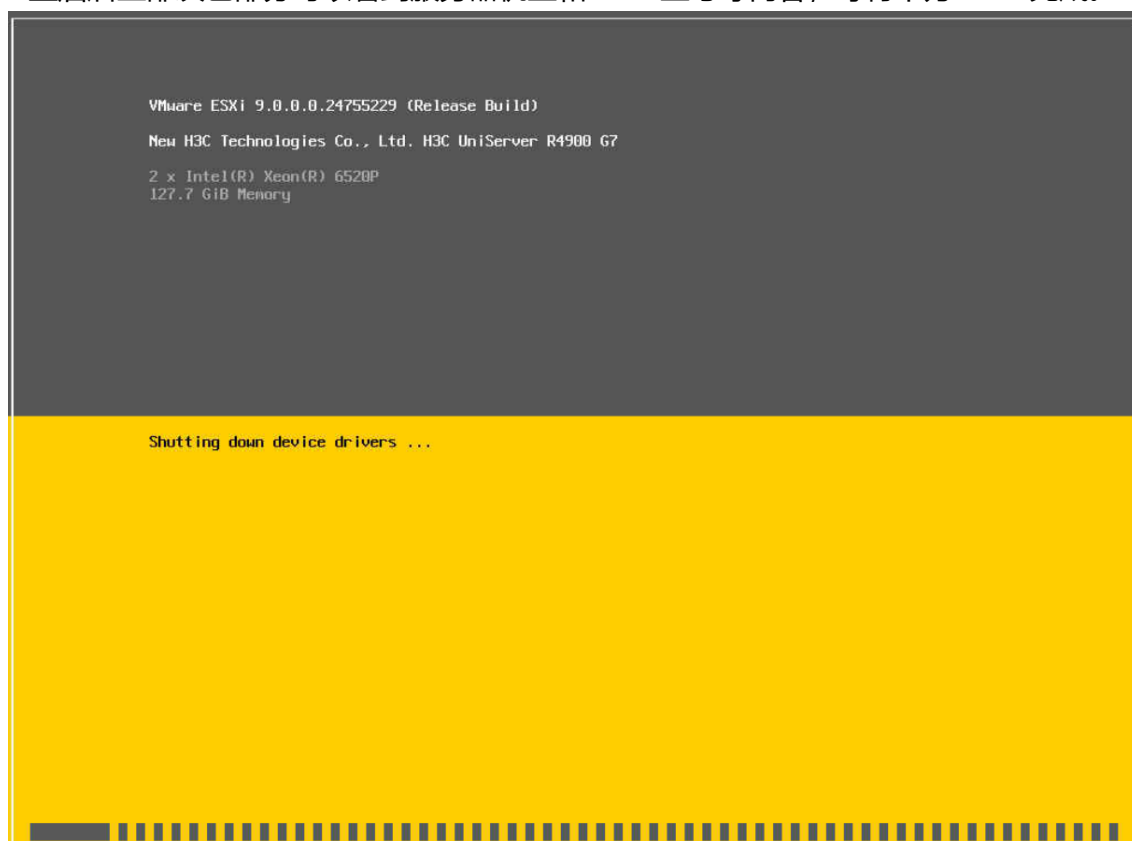 VMware ESXi 9.0.0.0.24755229 (Release Build)
New H3C Technologies Co., Ltd. H3C UniServer R4900 G7
2 x Intel(R) Xeon(R) 6520P
127.7 GiB Memory
Shutting down device drivers ...